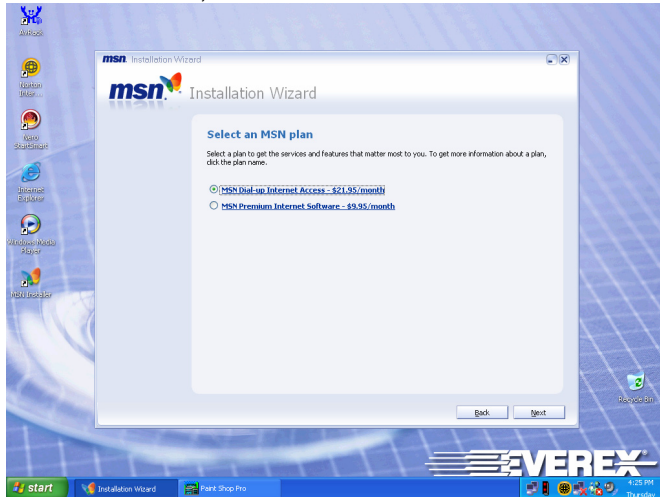 AVRack
Norton
Inter...
Nero
StartSmart
Internet
Explorer
Windows Media
Player
MSN Installer
msn Installation Wizard
msn Installation Wizard
Select an MSN plan
Select a plan to get the services and features that matter most to you. To get more information about a plan,
click the plan name.
MSN Dial-up Internet Access - $21.95/month
MSN Premium Internet Software - $9.95/month
Back
Next
Recycle Bin
EVEREX
start
Installation Wizard
Paint Shop Pro
4:25 PM
Thursday